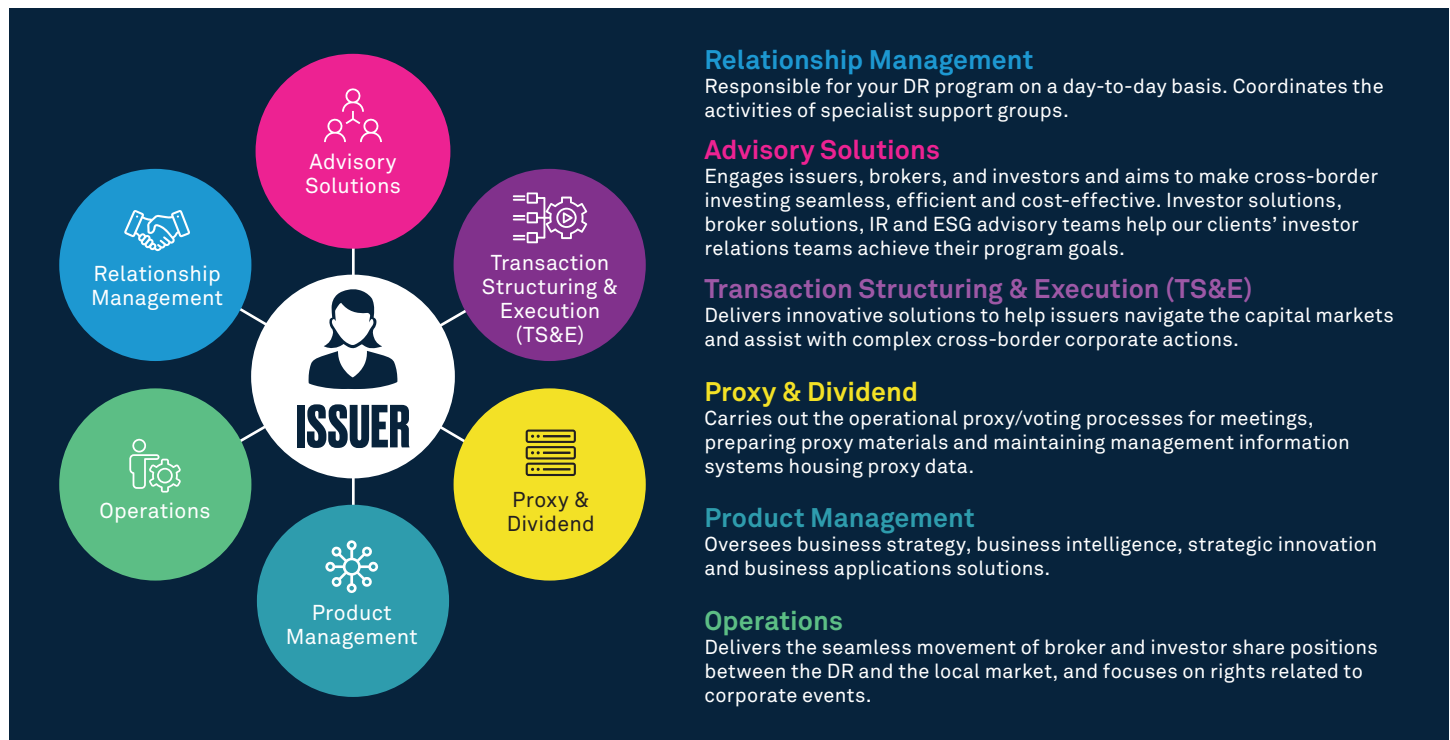 Advisory
Solutions
Relationship
Management
Transaction
Structuring &
Execution
(TS&E)
ISSUER
Operations
Proxy &
Dividend
Product
Management
Relationship Management
Responsible for your DR program on a day-to-day basis. Coordinates the
activities of specialist support groups.
Advisory Solutions
Engages issuers, brokers, and investors and aims to make cross-border
investing seamless, efficient and cost-effective. Investor solutions,
broker solutions, IR and ESG advisory teams help our clients’ investor
relations teams achieve their program goals.
Transaction Structuring & Execution (TS&E)
Delivers innovative solutions to help issuers navigate the capital markets
and assist with complex cross-border corporate actions.
Proxy & Dividend
Carries out the operational proxy/voting processes for meetings,
preparing proxy materials and maintaining management information
systems housing proxy data.
Product Management
Oversees business strategy, business intelligence, strategic innovation
and business applications solutions.
Operations
Delivers the seamless movement of broker and investor share positions
between the DR and the local market, and focuses on rights related to
corporate events.